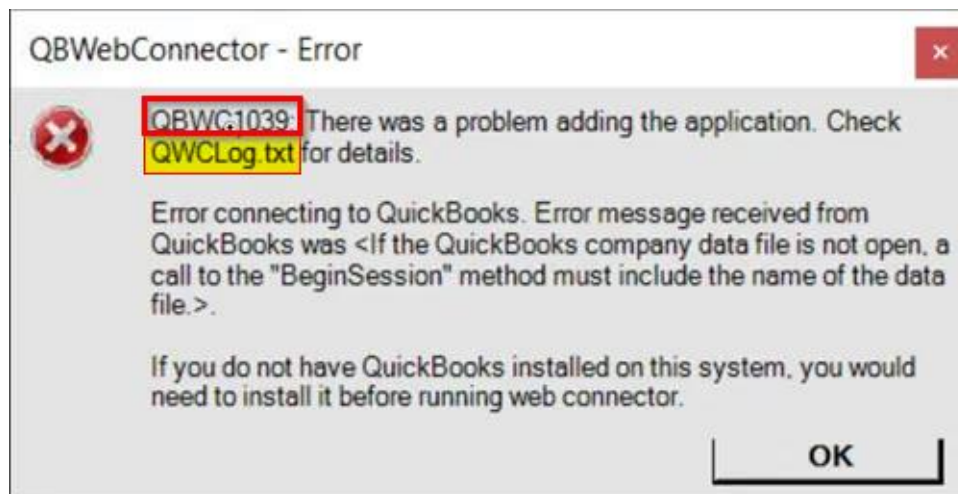 QBWebConnector - Error
QBWC1039: There was a problem adding the application. Check
QWCLog.txt for details.
Error connecting to QuickBooks. Error message received from
QuickBooks was <If the QuickBooks company data file is not open, a
call to the "BeginSession" method must include the name of the data
file.>.
If you do not have QuickBooks installed on this system, you would
need to install it before running web connector.
OK